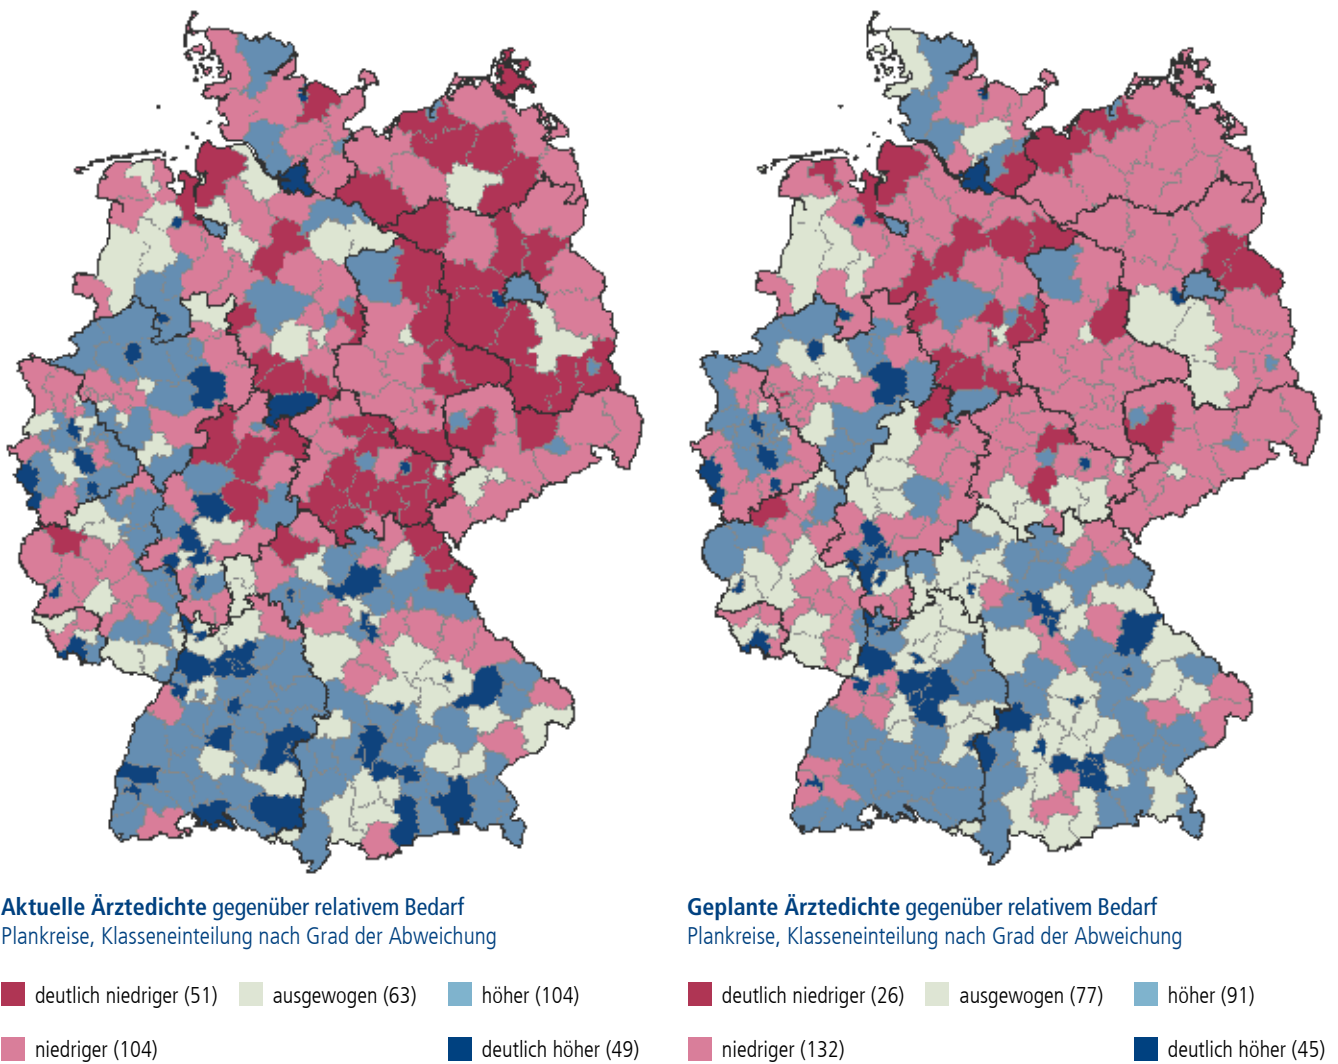 Aktuelle Ärztedichte gegenüber relativem Bedarf
Plankreise, Klasseneinteilung nach Grad der Abweichung
deutlich niedriger (51)
ausgewogen (63)
höher (104)
niedriger (104)
deutlich höher (49)
Geplante Ärztedichte gegenüber relativem Bedarf
Plankreise, Klasseneinteilung nach Grad der Abweichung
deutlich niedriger (26)
ausgewogen (77)
höher (91)
niedriger (132)
deutlich höher (45)